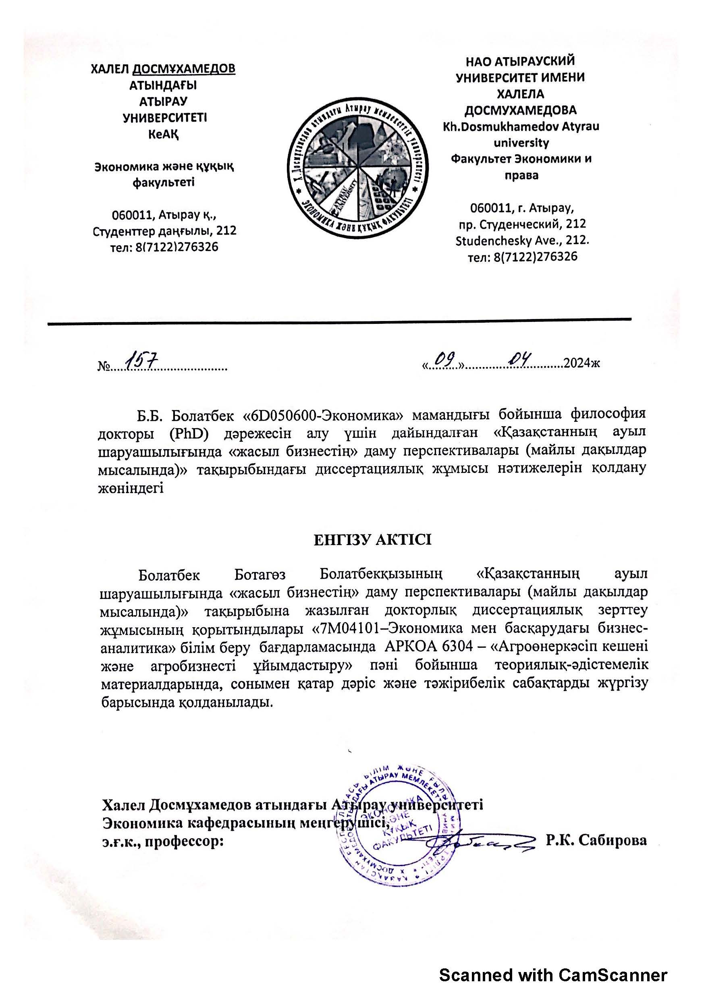 ХАЛЕЛ ДОСМҰХАМЕДОВ
АТЫНДАҒЫ
АТЫРАУ
УНИВЕРСИТЕТІ
КеАҚ
Экономика және құқық
факультеті
060011, Атырау қ.,
Студенттер даңғылы, 212
тел: 8(7122)276326
Х.Досмұхамедов атындағы Атырау мемлекеттік университеті
ЭКОНОМИКА ЖӘНЕ ҚҰҚЫҚ ФАКУЛЬТЕТІ
ATYRAU
UNIVERSITY
НАО АТЫРАУСКИЙ
УНИВЕРСИТЕТ ИМЕНИ
ХАЛЕЛА
ДОСМУХАМЕДОВА
Kh.Dosmukhamedov Atyrau
university
Факультет Экономики и
права
060011, г. Атырау,
пр. Студенческий, 212
Studenchesky Ave., 212.
тел: 8(7122)276326
№....157..............................
«..09..»............04..........2024ж
Б.Б. Болатбек «6D050600-Экономика» мамандығы бойынша философия
докторы (PhD) дәрежесін алу үшін дайындалған «Қазақстанның ауыл
шаруашылығында «жасыл бизнестің» даму перспективалары (майлы дақылдар
мысалында)» тақырыбындағы диссертациялық жұмысы нәтижелерін қолдану
жөніндегі
ЕНГІЗУ АКТІСІ
Болатбек Ботагөз Болатбекқызының «Қазақстанның ауыл
шаруашылығында «жасыл бизнестің» даму перспективалары (майлы дақылдар
мысалында)» тақырыбына жазылған докторлық диссертациялық зерттеу
жұмысының қорытындылары «7М04101–Экономика мен басқарудағы бизнес-
аналитика» білім беру бағдарламасында АРКОА 6304 – «Агроөнеркәсіп кешені
және агробизнесті ұйымдастыру» пәні бойынша теориялық-әдістемелік
материалдарында, сонымен қатар дәріс және тәжірибелік сабақтарды жүргізу
барысында қолданылады.
Халел Досмұхамедов атындағы Атырау университеті
Экономика кафедрасының меңгерушісі,
э.ғ.к., профессор:
Р.К. Сабирова
ЭКОНОМИКА
ЖӘНЕ
ҚҰҚЫҚ
ФАКУЛЬТЕТІ
Scanned with CamScanner